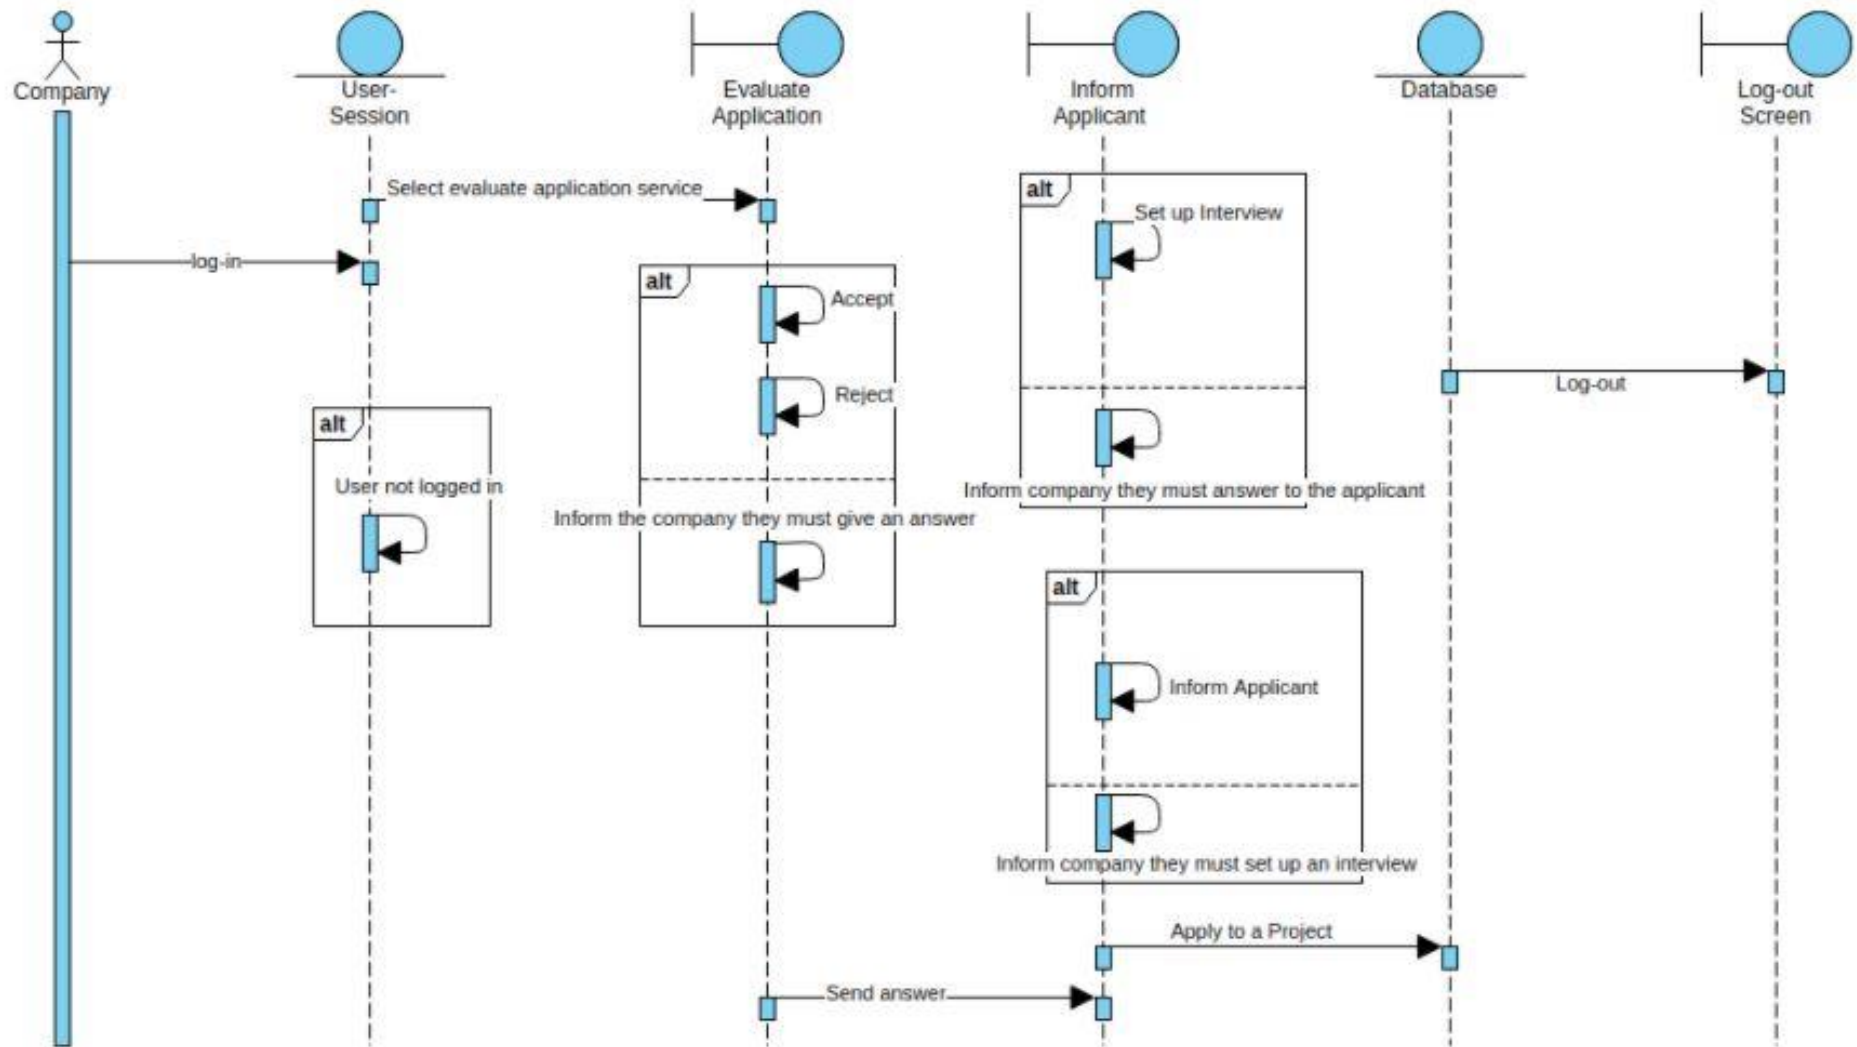 Company
User-
Session
Evaluate
Application
Inform
Applicant
Database
Log-out
Screen
Select evaluate application service
alt
Set up Interview
log-in
alt
Accept
Reject
Log-out
alt
User not logged in
Inform company they must answer to the applicant
Inform the company they must give an answer
alt
Inform Applicant
Inform company they must set up an interview
Apply to a Project
Send answer